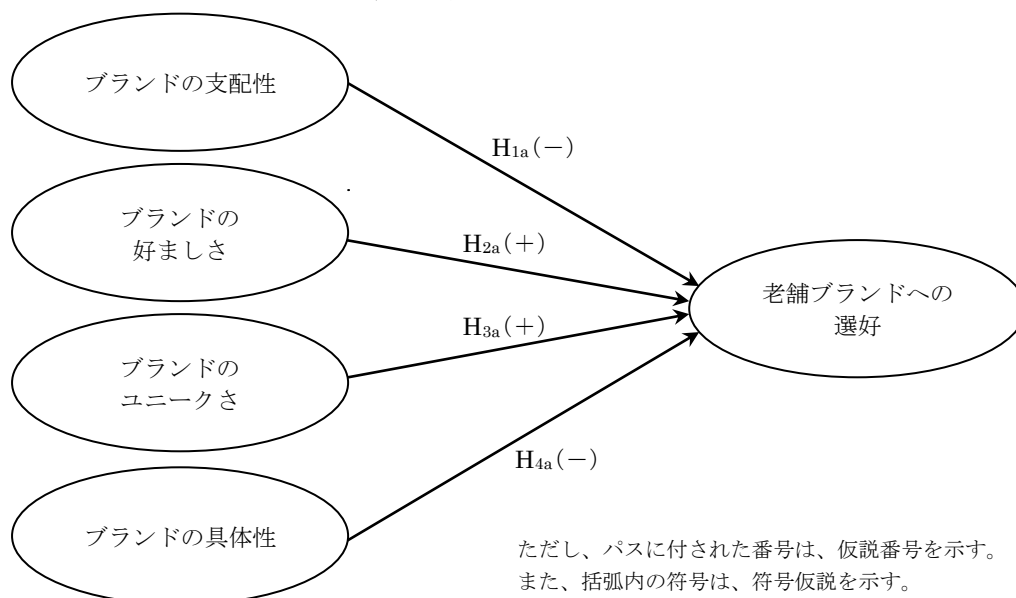 ブランドの支配性
H1a(−)
ブランドの
好ましさ
H2a(+)
老舗ブランドへの
選好
H3a(+)
ブランドの
ユニークさ
H4a(−)
ブランドの具体性
ただし、パスに付された番号は、仮説番号を示す。
また、括弧内の符号は、符号仮説を示す。